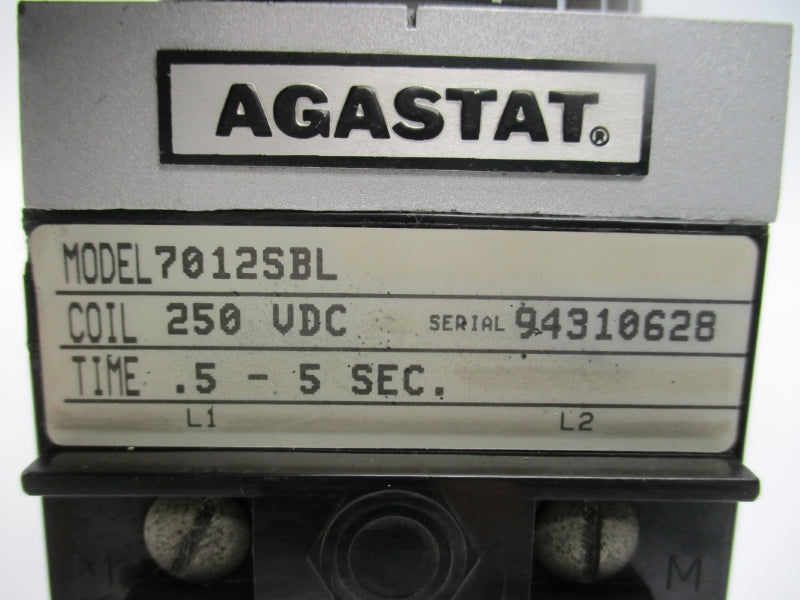 AGASTAT®
MODEL 7012SBL
COIL 250 VDC SERIAL 94310628
TIME .5 - 5 SEC.
L1 L2
M M